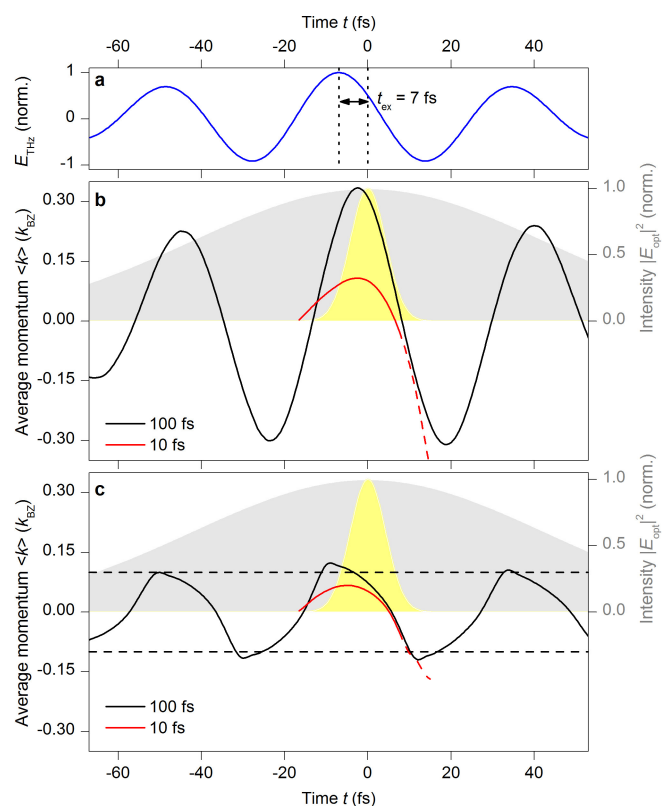 Time t (fs)
-60 -40 -20 0 20 40
a
E_THz (norm.)
1
0
-1
t_ex = 7 fs
b
Average momentum <k> (k_BZ)
0.30
0.15
0.00
-0.15
-0.30
1.0
0.5
0.0
Intensity |E_opt|^2 (norm.)
100 fs
10 fs
c
Average momentum <k> (k_BZ)
0.30
0.15
0.00
-0.15
-0.30
1.0
0.5
0.0
Intensity |E_opt|^2 (norm.)
100 fs
10 fs
-60 -40 -20 0 20 40
Time t (fs)